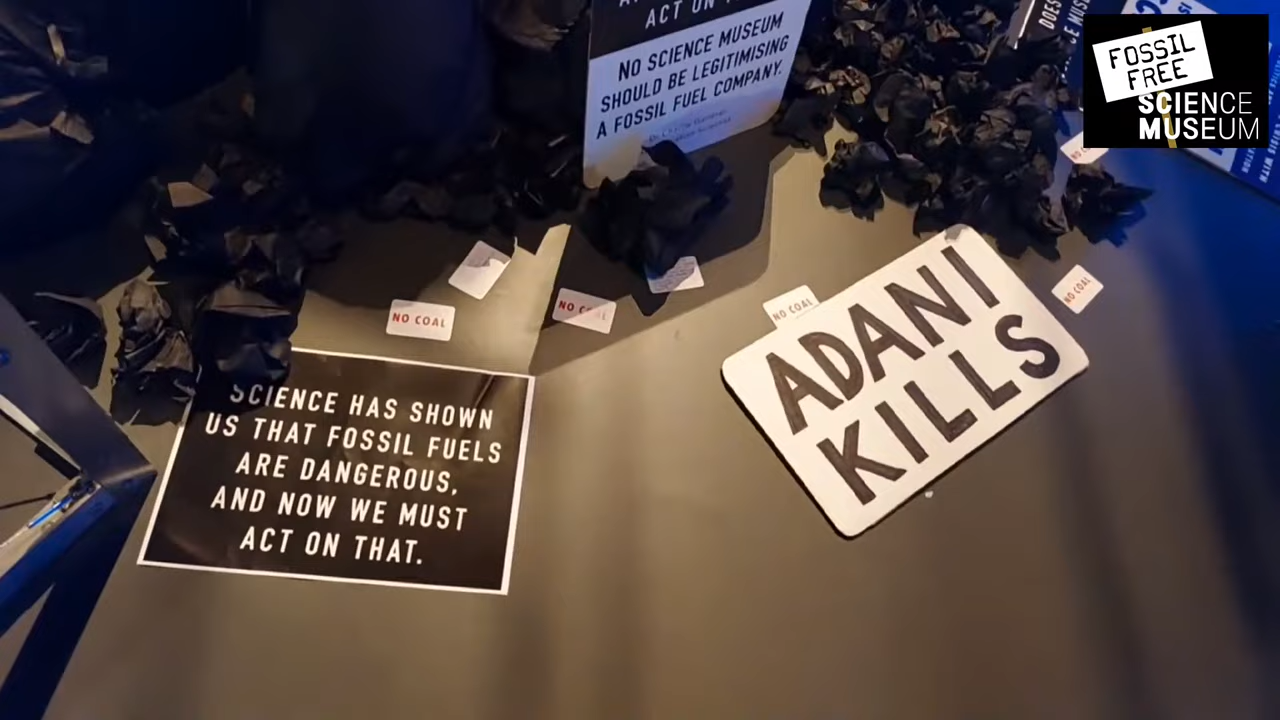 ACT ON
NO SCIENCE MUSEUM
SHOULD BE LEGITIMISING
A FOSSIL FUEL COMPANY.
DOES
FOSSIL
FREE
SCIENCE
MUSEUM
NO COAL
NO COAL
NO COAL
NO COAL
ADANI
KILLS
SCIENCE HAS SHOWN
US THAT FOSSIL FUELS
ARE DANGEROUS,
AND NOW WE MUST
ACT ON THAT.